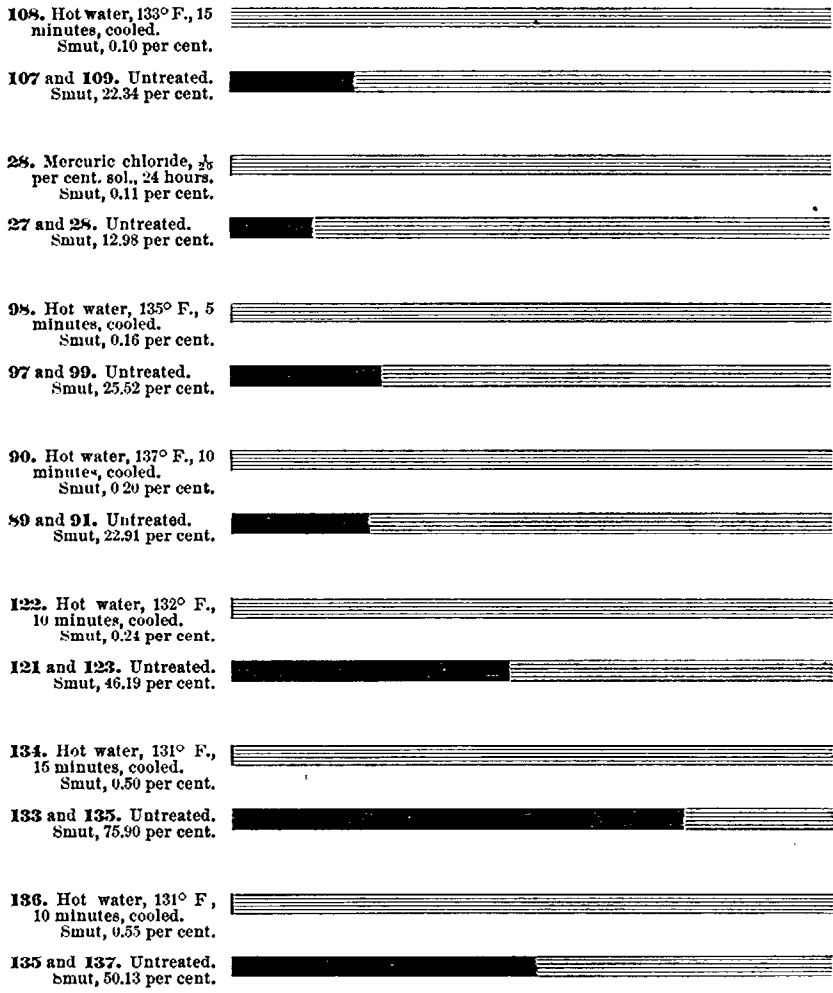 108. Hot water, 133° F., 15
minutes, cooled.
Smut, 0.10 per cent.
107 and 109. Untreated.
Smut, 22.34 per cent.
28. Mercuric chloride, 1/20
per cent. sol., 24 hours.
Smut, 0.11 per cent.
27 and 28. Untreated.
Smut, 12.98 per cent.
98. Hot water, 135° F., 5
minutes, cooled.
Smut, 0.16 per cent.
97 and 99. Untreated.
Smut, 25.52 per cent.
90. Hot water, 137° F., 10
minutes, cooled.
Smut, 0 20 per cent.
89 and 91. Untreated.
Smut, 22.91 per cent.
122. Hot water, 132° F.,
10 minutes, cooled.
Smut, 0.24 per cent.
121 and 123. Untreated.
Smut, 46.19 per cent.
134. Hot water, 131° F.,
15 minutes, cooled.
Smut, 0.50 per cent.
133 and 135. Untreated.
Smut, 75.90 per cent.
136. Hot water, 131° F ,
10 minutes, cooled.
Smut, 0.55 per cent.
135 and 137. Untreated.
Smut, 50.13 per cent.